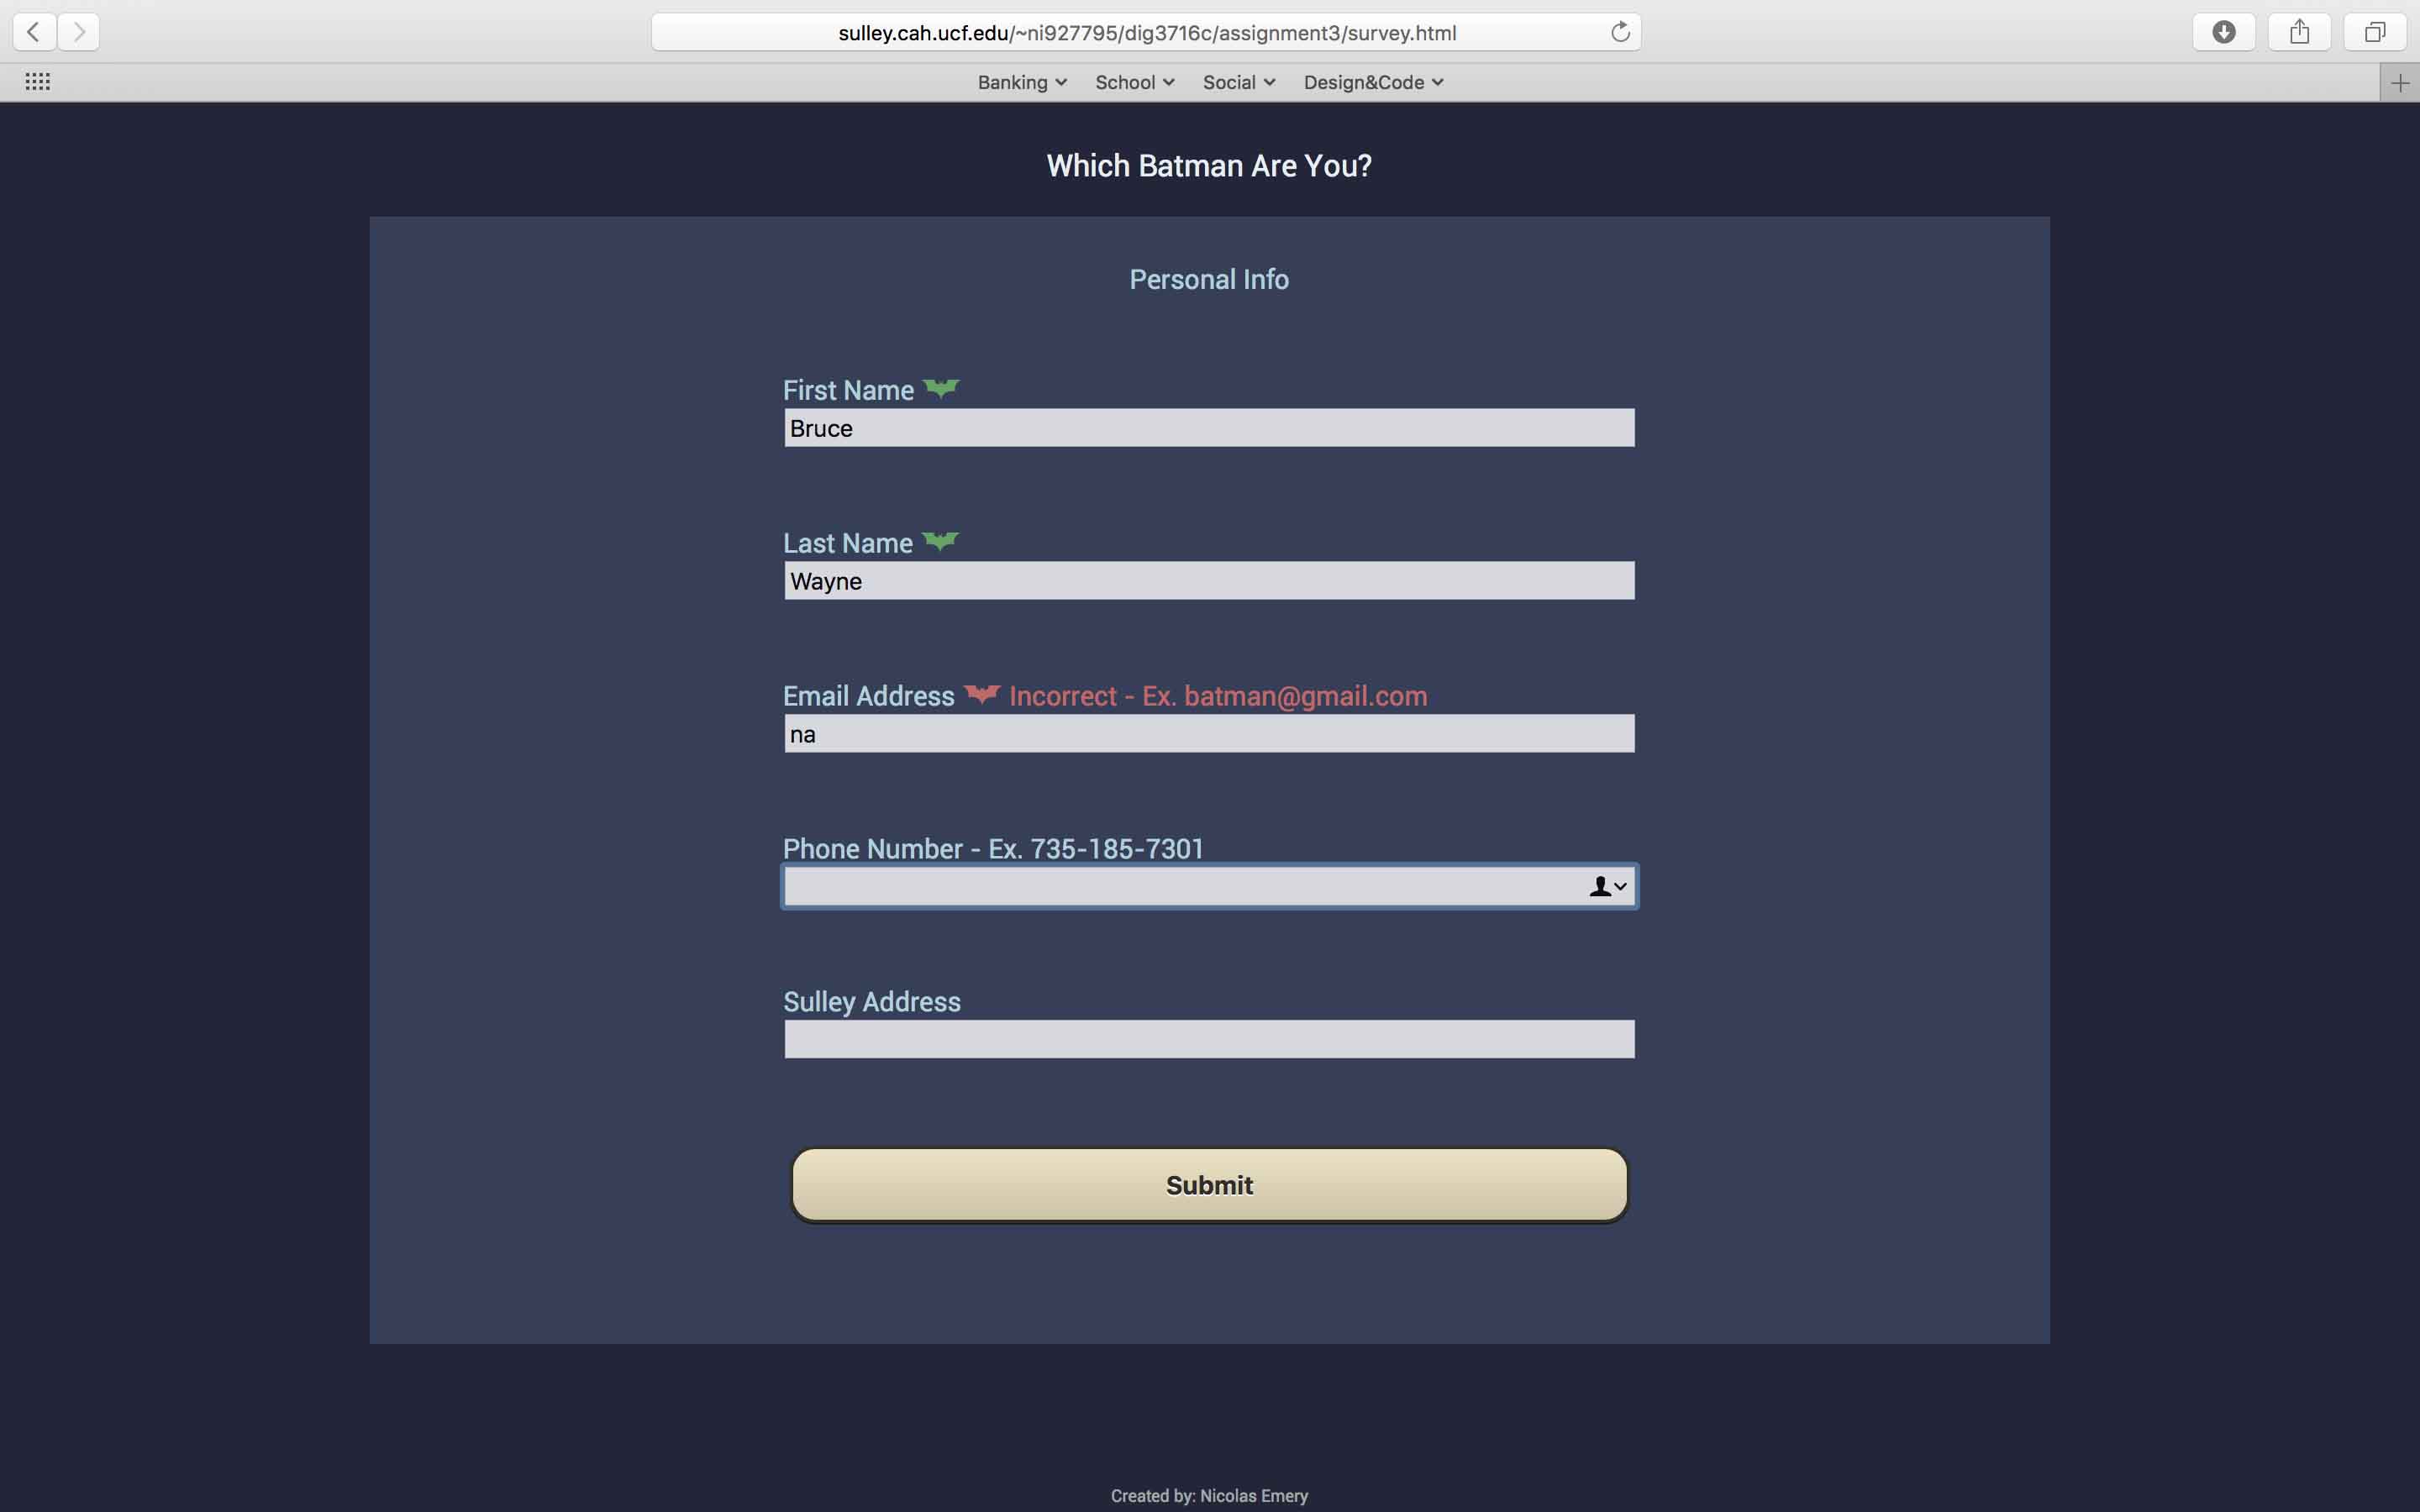 sulley.cah.ucf.edu/~ni927795/dig3716c/assignment3/survey.html
Banking School Social Design&Code
Which Batman Are You?
Personal Info
First Name
Bruce
Last Name
Wayne
Email Address Incorrect - Ex. batman@gmail.com
na
Phone Number - Ex. 735-185-7301
Sulley Address
Submit
Created by: Nicolas Emery